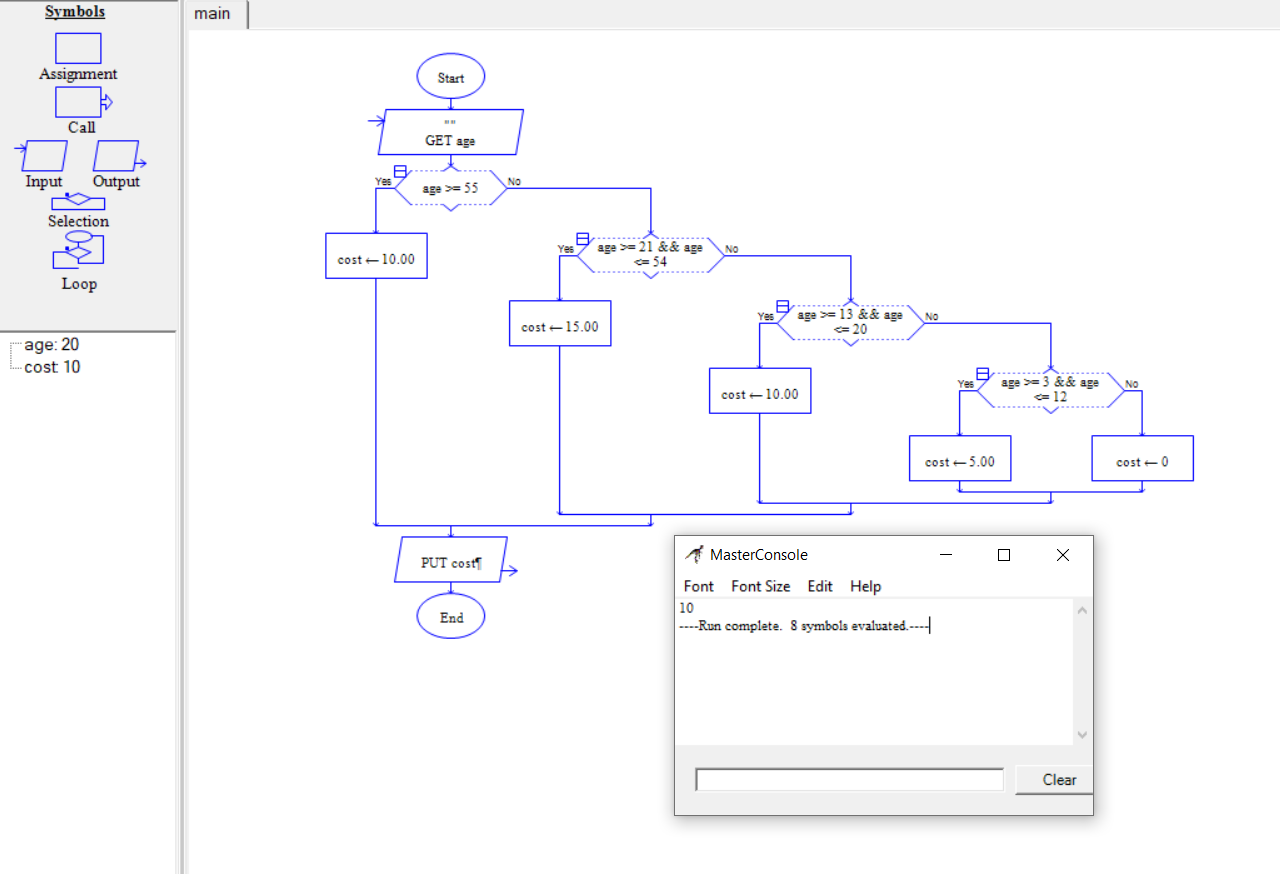 Symbols
Assignment
Call
Input
Output
Selection
Loop
age: 20
cost: 10
main
Start
""
GET age
Yes
age >= 55
No
cost ← 10.00
Yes
age >= 21 && age
<= 54
No
cost ← 15.00
Yes
age >= 13 && age
<= 20
No
cost ← 10.00
Yes
age >= 3 && age
<= 12
No
cost ← 5.00
cost ← 0
PUT cost¶
End
MasterConsole
Font Font Size Edit Help
10
----Run complete. 8 symbols evaluated.----
Clear